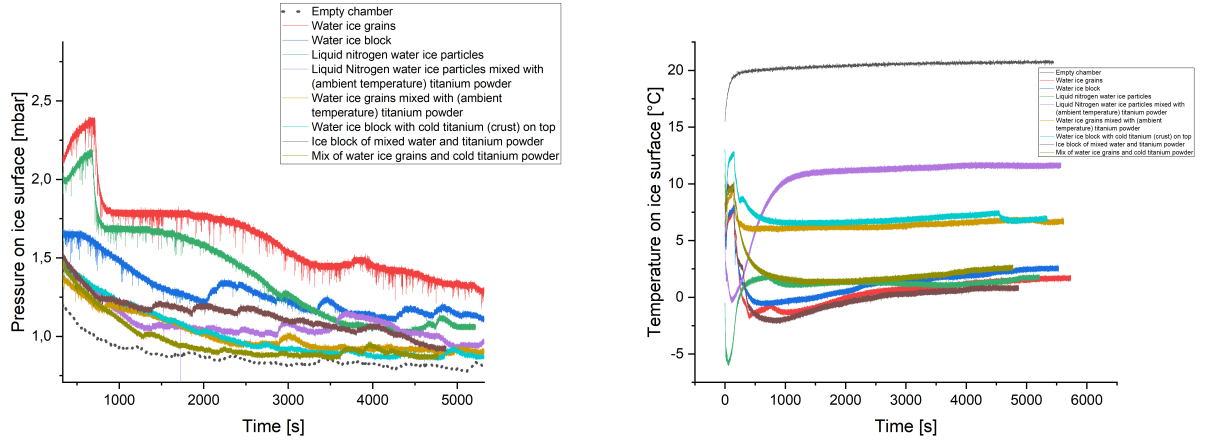 Empty chamber
Water ice grains
Water ice block
Liquid nitrogen water ice particles
Liquid Nitrogen water ice particles mixed with
(ambient temperature) titanium powder
Water ice grains mixed with (ambient
temperature) titanium powder
Water ice block with cold titanium (crust) on top
Ice block of mixed water and titanium powder
Mix of water ice grains and cold titanium powder
Pressure on ice surface [mbar]
2,5
2,0
1,5
1,0
1000
2000
3000
4000
5000
Time [s]
Temperature on ice surface [°C]
20
15
10
5
0
-5
Empty chamber
Water ice grains
Water ice block
Liquid nitrogen water ice particles
Liquid Nitrogen water ice particles mixed with
(ambient temperature) titanium powder
Water ice grains mixed with (ambient
temperature) titanium powder
Water ice block with cold titanium (crust) on top
Ice block of mixed water and titanium powder
Mix of water ice grains and cold titanium powder
0
1000
2000
3000
4000
5000
6000
Time [s]